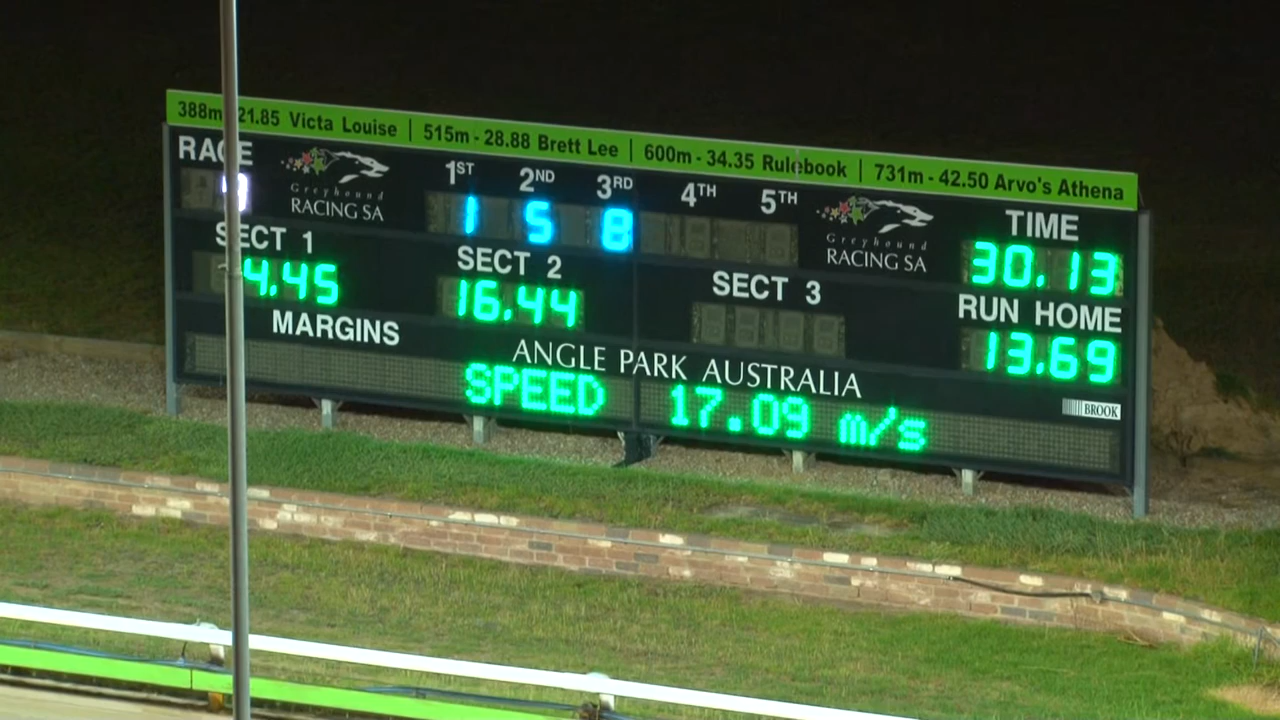 388m - 21.85 Victa Louise | 515m - 28.88 Brett Lee | 600m - 34.35 Rulebook | 731m - 42.50 Arvo's Athena
RACE
Greyhound
RACING SA
1ST 2ND 3RD 4TH 5TH
1 5 8
Greyhound
RACING SA
TIME
30.13
SECT 1
4.45
SECT 2
16.44
SECT 3
RUN HOME
13.69
MARGINS
ANGLE PARK AUSTRALIA
SPEED 17.09 m/s
BROOK